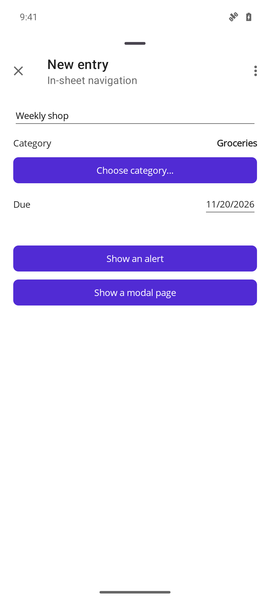 9:41
New entry
In-sheet navigation
Weekly shop
Category Groceries
Choose category...
Due 11/20/2026
Show an alert
Show a modal page